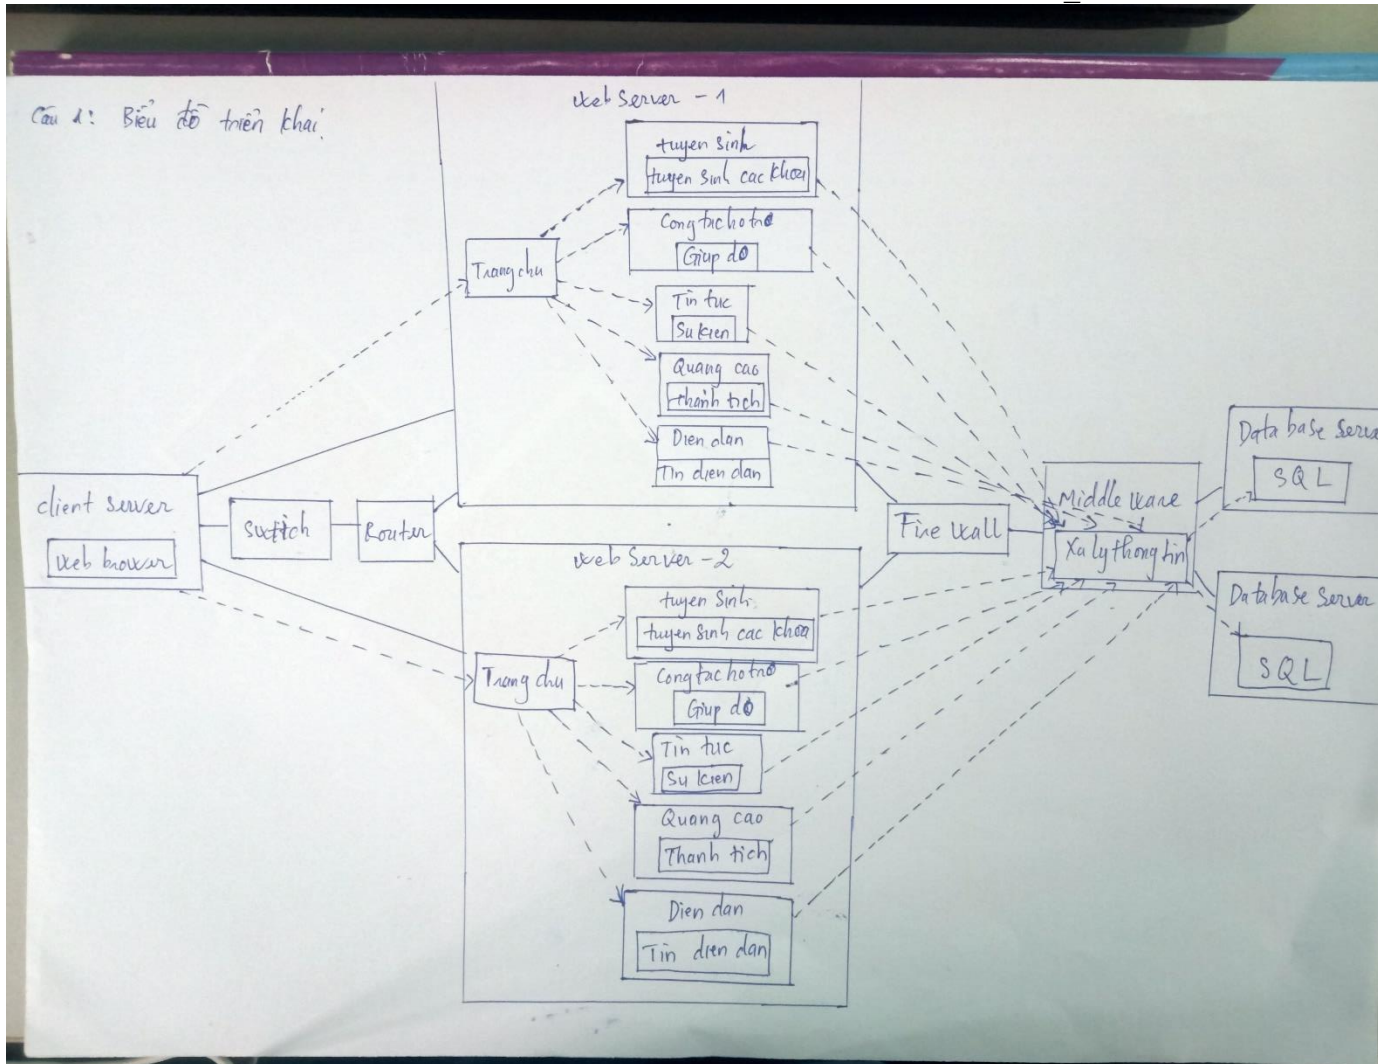 Câu 1: Biểu đồ triển khai
Web Server - 1
tuyen sinh
tuyen sinh cac khoa
Cong tac ho tro
Giup do
Trang chu
Tin tuc
Su kien
Quang cao
thanh tich
Dien dan
Tin dien dan
client server
web browser
Switch
Router
Fire Wall
Middle ware
Xu ly thong tin
Database Serve
SQL
Database Server
SQL
Web Server - 2
tuyen sinh
tuyen sinh cac khoa
Cong tac ho tro
Giup do
Trang chu
Tin tuc
Su kien
Quang cao
Thanh tich
Dien dan
Tin dien dan